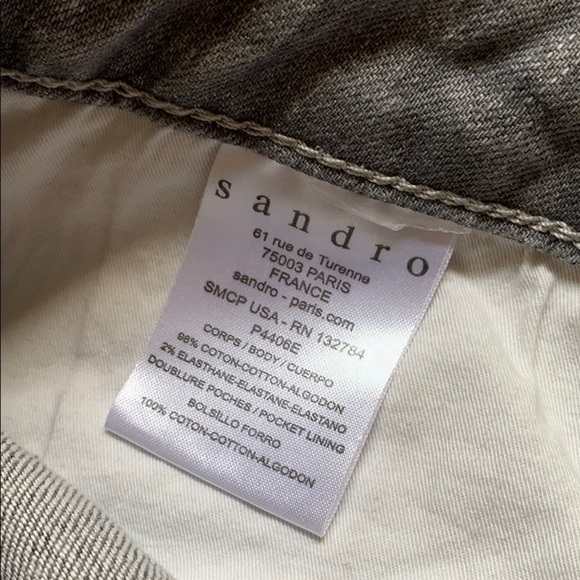 sandro
61 rue de Turenne
75003 PARIS
FRANCE
sandro - paris.com
SMCP USA - RN 132784
P4406E
CORPS / BODY / CUERPO
98% COTON-COTTON-ALGODON
2% ELASTHANE-ELASTANE-ELASTANO
DOUBLURE POCHES / POCKET LINING
BOLSILLO FORRO
100% COTON-COTTON-ALGODON